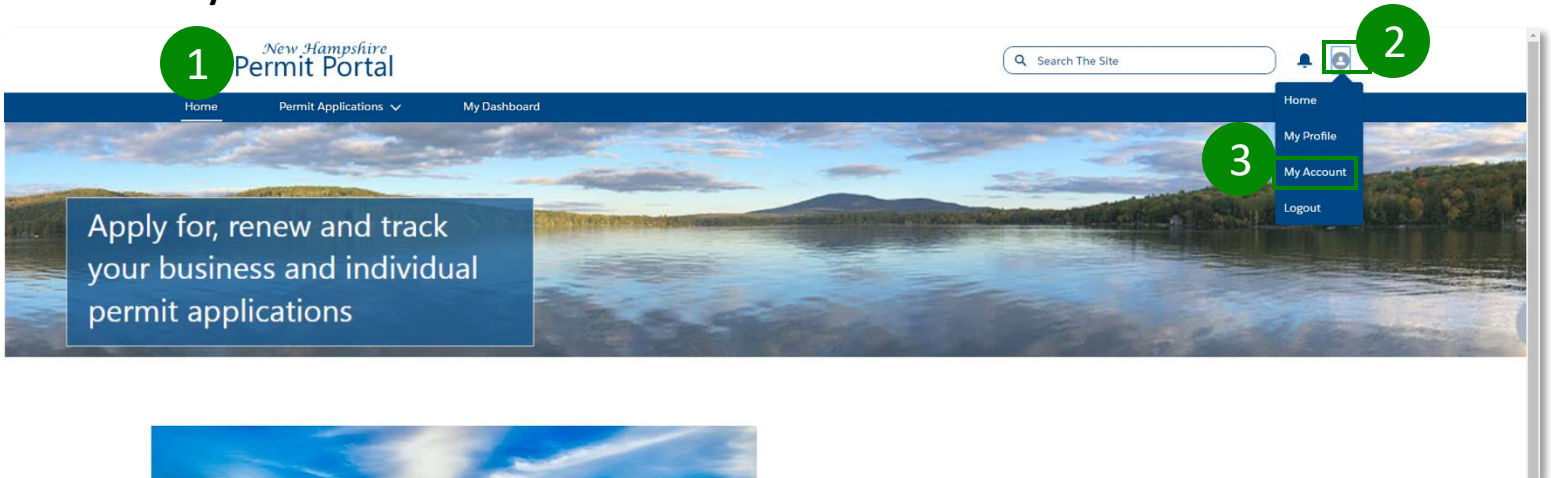 1
New Hampshire
Permit Portal
Search The Site
2
Home
Permit Applications
My Dashboard
Home
My Profile
3
My Account
Logout
Apply for, renew and track
your business and individual
permit applications